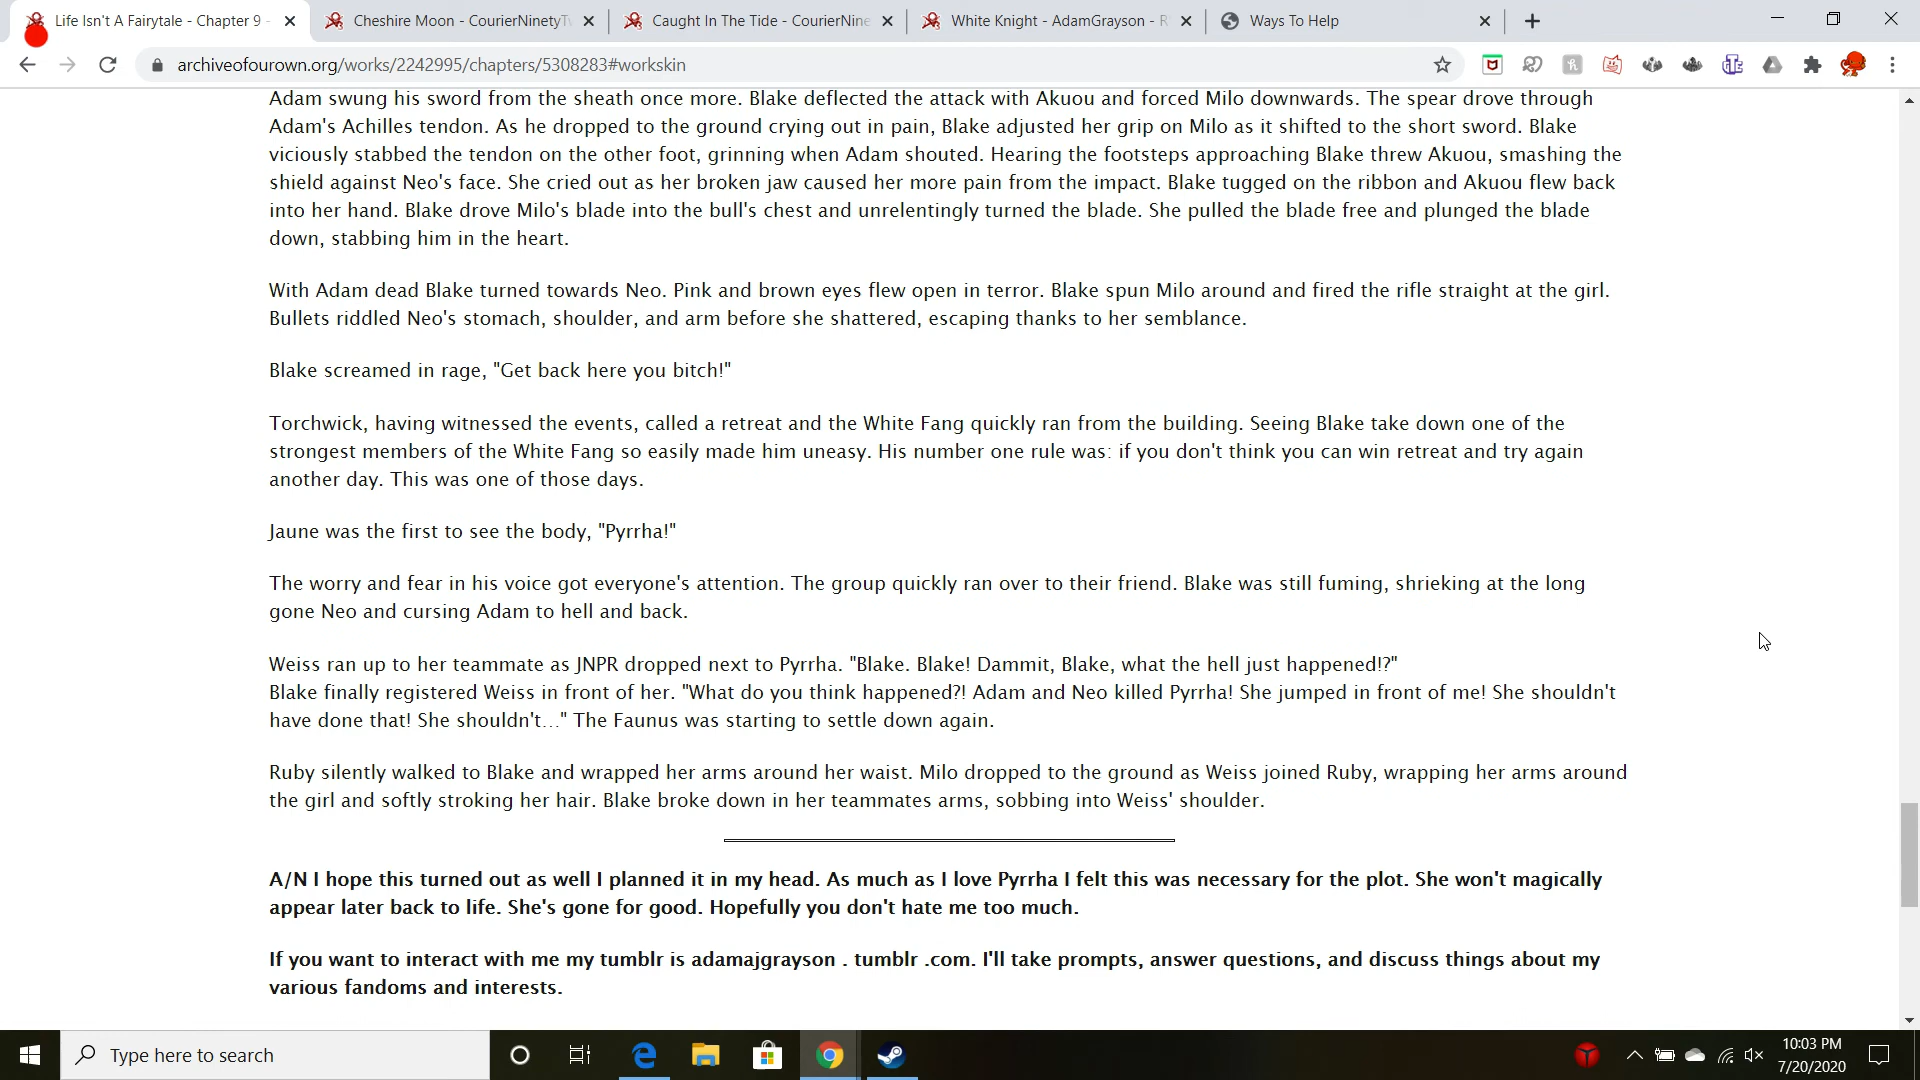 Life Isn't A Fairytale - Chapter 9 -
Cheshire Moon - CourierNinetyTw
Caught In The Tide - CourierNine
White Knight - AdamGrayson - R
Ways To Help
archiveofourown.org/works/2242995/chapters/5308283#workskin
Adam swung his sword from the sheath once more. Blake deflected the attack with Akuou and forced Milo downwards. The spear drove through
Adam's Achilles tendon. As he dropped to the ground crying out in pain, Blake adjusted her grip on Milo as it shifted to the short sword. Blake
viciously stabbed the tendon on the other foot, grinning when Adam shouted. Hearing the footsteps approaching Blake threw Akuou, smashing the
shield against Neo's face. She cried out as her broken jaw caused her more pain from the impact. Blake tugged on the ribbon and Akuou flew back
into her hand. Blake drove Milo's blade into the bull's chest and unrelentingly turned the blade. She pulled the blade free and plunged the blade
down, stabbing him in the heart.
With Adam dead Blake turned towards Neo. Pink and brown eyes flew open in terror. Blake spun Milo around and fired the rifle straight at the girl.
Bullets riddled Neo's stomach, shoulder, and arm before she shattered, escaping thanks to her semblance.
Blake screamed in rage, "Get back here you bitch!"
Torchwick, having witnessed the events, called a retreat and the White Fang quickly ran from the building. Seeing Blake take down one of the
strongest members of the White Fang so easily made him uneasy. His number one rule was: if you don't think you can win retreat and try again
another day. This was one of those days.
Jaune was the first to see the body, "Pyrrha!"
The worry and fear in his voice got everyone's attention. The group quickly ran over to their friend. Blake was still fuming, shrieking at the long
gone Neo and cursing Adam to hell and back.
Weiss ran up to her teammate as JNPR dropped next to Pyrrha. "Blake. Blake! Dammit, Blake, what the hell just happened!?"
Blake finally registered Weiss in front of her. "What do you think happened?! Adam and Neo killed Pyrrha! She jumped in front of me! She shouldn't
have done that! She shouldn't…" The Faunus was starting to settle down again.
Ruby silently walked to Blake and wrapped her arms around her waist. Milo dropped to the ground as Weiss joined Ruby, wrapping her arms around
the girl and softly stroking her hair. Blake broke down in her teammates arms, sobbing into Weiss' shoulder.
A/N I hope this turned out as well I planned it in my head. As much as I love Pyrrha I felt this was necessary for the plot. She won't magically
appear later back to life. She's gone for good. Hopefully you don't hate me too much.
If you want to interact with me my tumblr is adamajgrayson . tumblr .com. I'll take prompts, answer questions, and discuss things about my
various fandoms and interests.
Type here to search
10:03 PM
7/20/2020